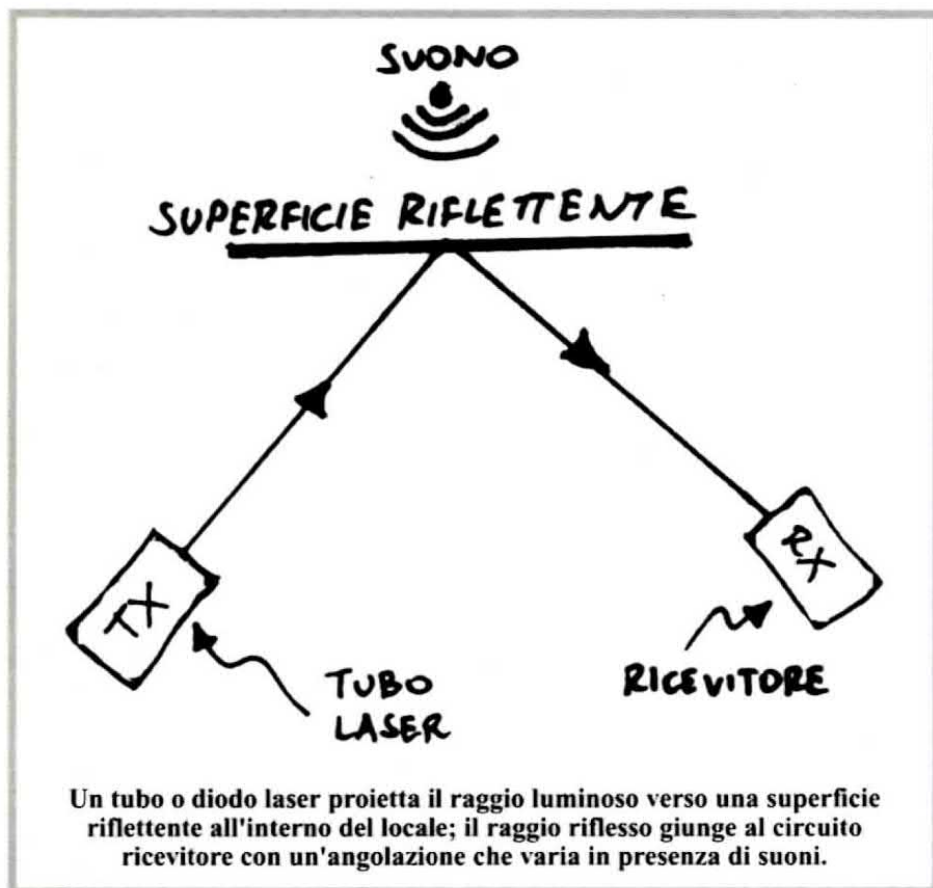 SUONO
SUPERFICIE RIFLETTENTE
TX
RX
TUBO
LASER
RICEVITORE
Un tubo o diodo laser proietta il raggio luminoso verso una superficie
riflettente all'interno del locale; il raggio riflesso giunge al circuito
ricevitore con un'angolazione che varia in presenza di suoni.